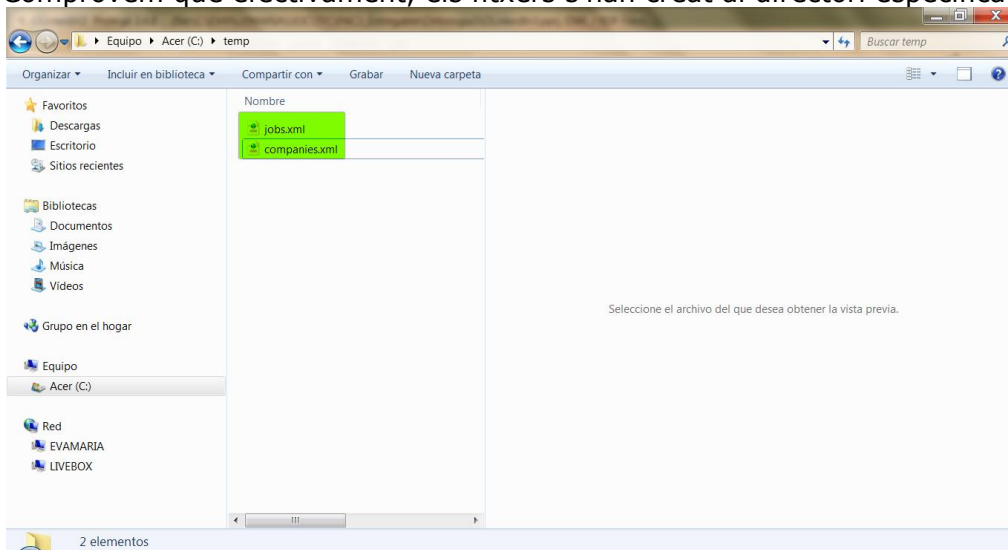 Comprovem que efectivament, els fitxers s'han creat al directori especifica
Equipo Acer (C:) temp
Buscar temp
Organizar Incluir en biblioteca Compartir con Grabar Nueva carpeta
Favoritos
Descargas
Escritorio
Sitios recientes
Bibliotecas
Documentos
Imágenes
Música
Vídeos
Grupo en el hogar
Equipo
Acer (C:)
Red
EVAMARIA
LIVEBOX
Nombre
jobs.xml
companies.xml
Seleccione el archivo del que desea obtener la vista previa.
2 elementos